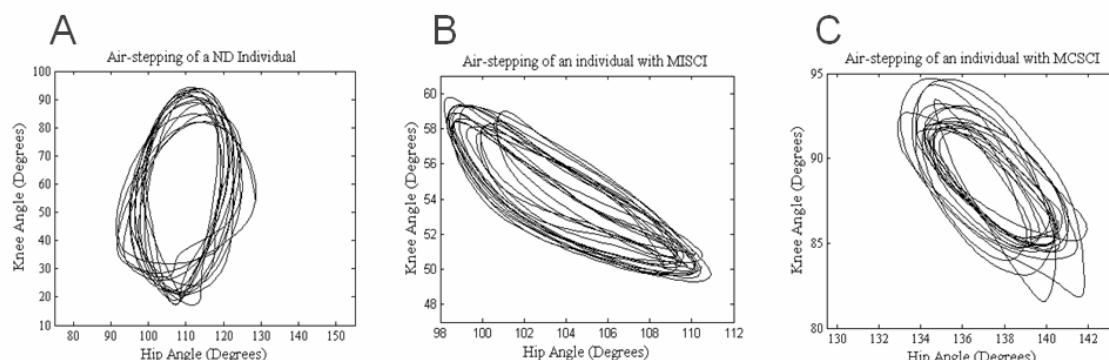 A
Air-stepping of a ND Individual
Knee Angle (Degrees)
100
90
80
70
60
50
40
30
20
10
80 90 100 110 120 130 140 150
Hip Angle (Degrees)
B
Air-stepping of an individual with MISCI
Knee Angle (Degrees)
60
58
56
54
52
50
48
98 100 102 104 106 108 110 112
Hip Angle (Degrees)
C
Air-stepping of an individual with MCSCI
Knee Angle (Degrees)
95
90
85
80
130 132 134 136 138 140 142
Hip Angle (Degrees)